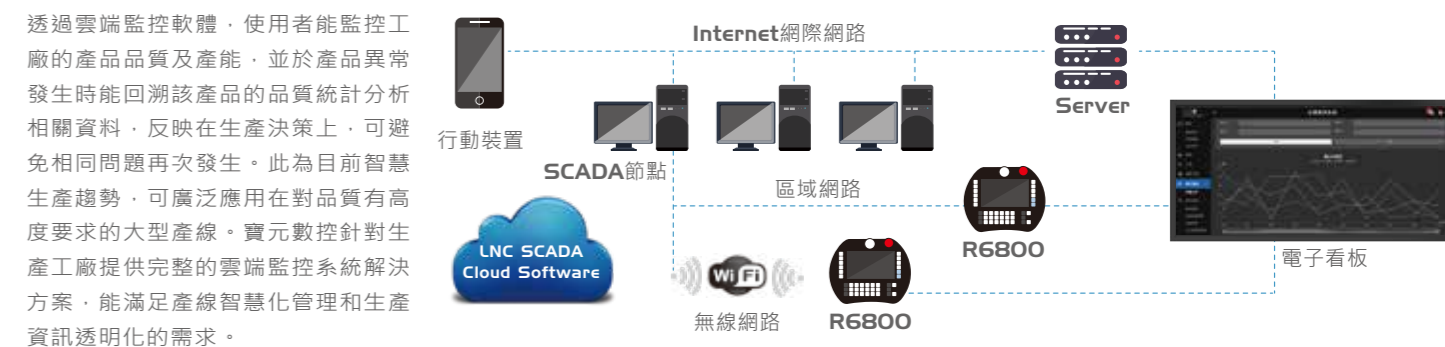 透過雲端監控軟體，使用者能監控工
廠的產品品質及產能，並於產品異常
發生時能回溯該產品的品質統計分析
相關資料，反映在生產決策上，可避
免相同問題再次發生。此為目前智慧
生產趨勢，可廣泛應用在對品質有高
度要求的大型產線。寶元數控針對生
產工廠提供完整的雲端監控系統解決
方案，能滿足產線智慧化管理和生產
資訊透明化的需求。
Internet網際網路
Server
行動裝置
SCADA節點
區域網路
R6800
電子看板
LNC SCADA
Cloud Software
Wi Fi
無線網路
R6800